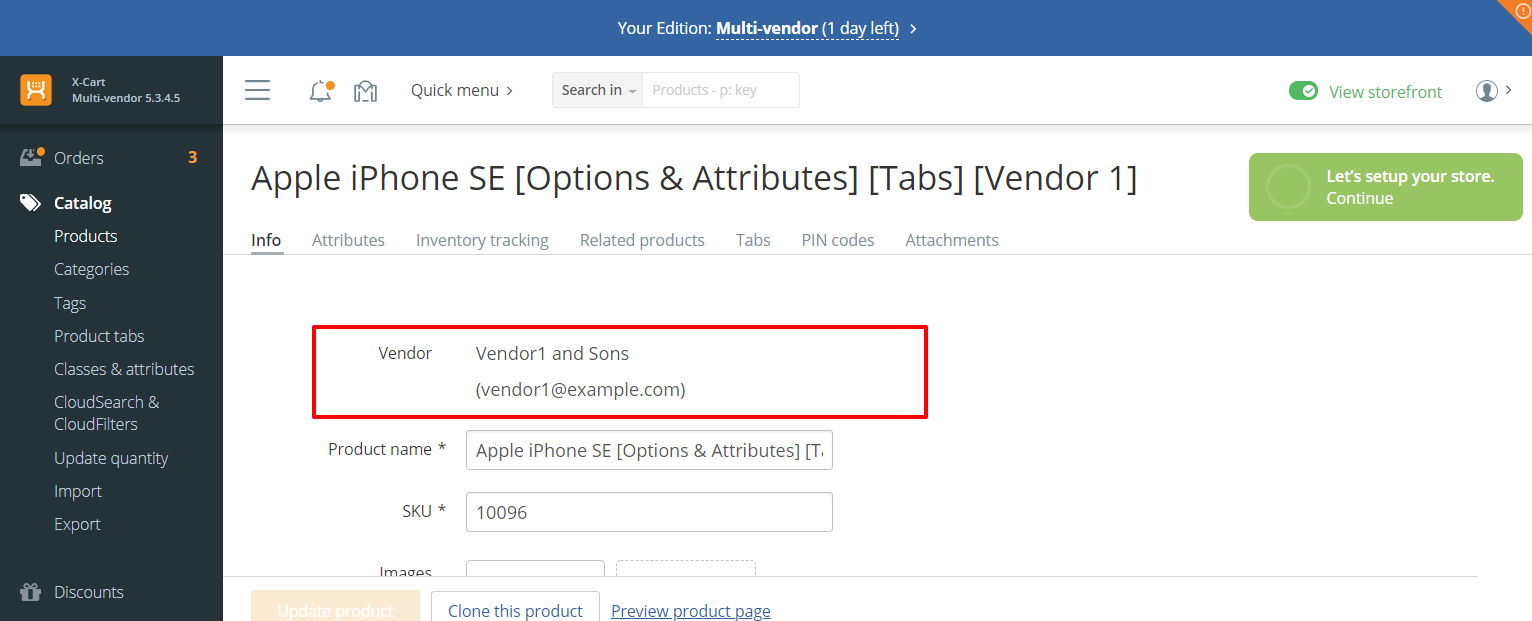 Your Edition: Multi-vendor (1 day left)
X-Cart
Multi-vendor 5.3.4.5
Quick menu
Search in
Products - p: key
View storefront
Orders 3
Catalog
Products
Categories
Tags
Product tabs
Classes & attributes
CloudSearch &
CloudFilters
Update quantity
Import
Export
Discounts
Apple iPhone SE [Options & Attributes] [Tabs] [Vendor 1]
Let's setup your store.
Continue
Info Attributes Inventory tracking Related products Tabs PIN codes Attachments
Vendor Vendor1 and Sons
(vendor1@example.com)
Product name * Apple iPhone SE [Options & Attributes] [Ta
SKU * 10096
Images
Update product Clone this product Preview product page